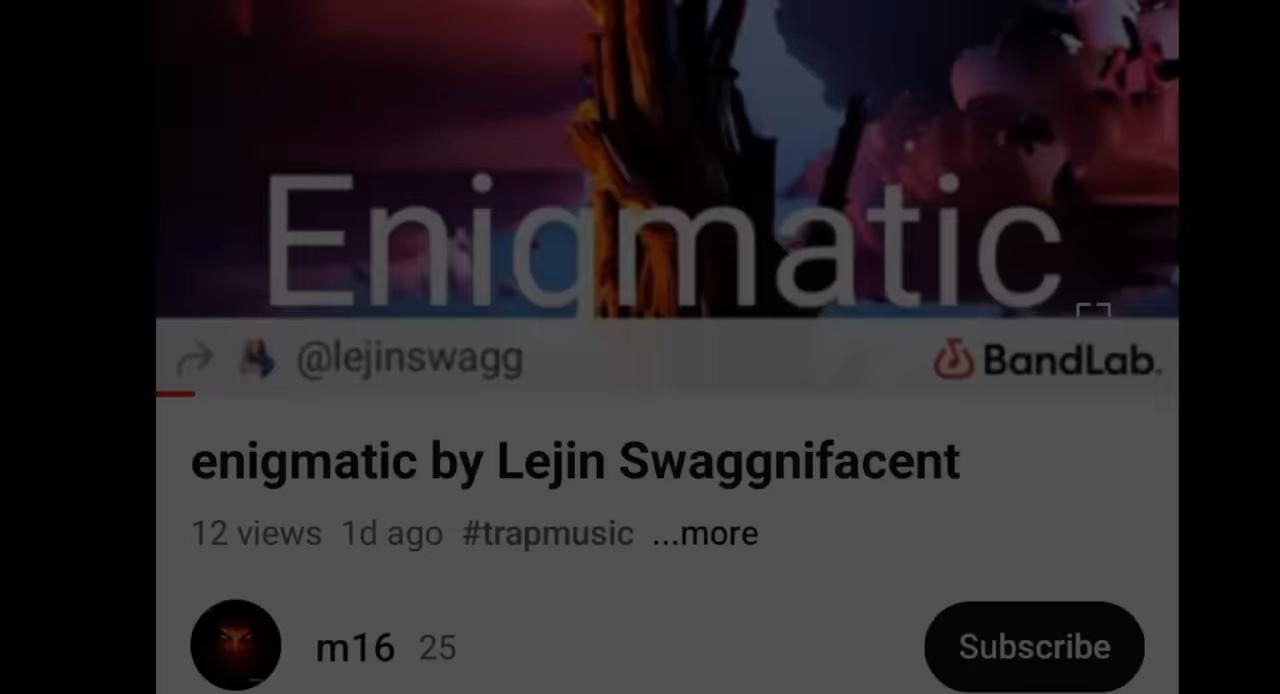 Enigmatic
@lejinswagg BandLab.
enigmatic by Lejin Swaggnifacent
12 views 1d ago #trapmusic ...more
m16 25 Subscribe